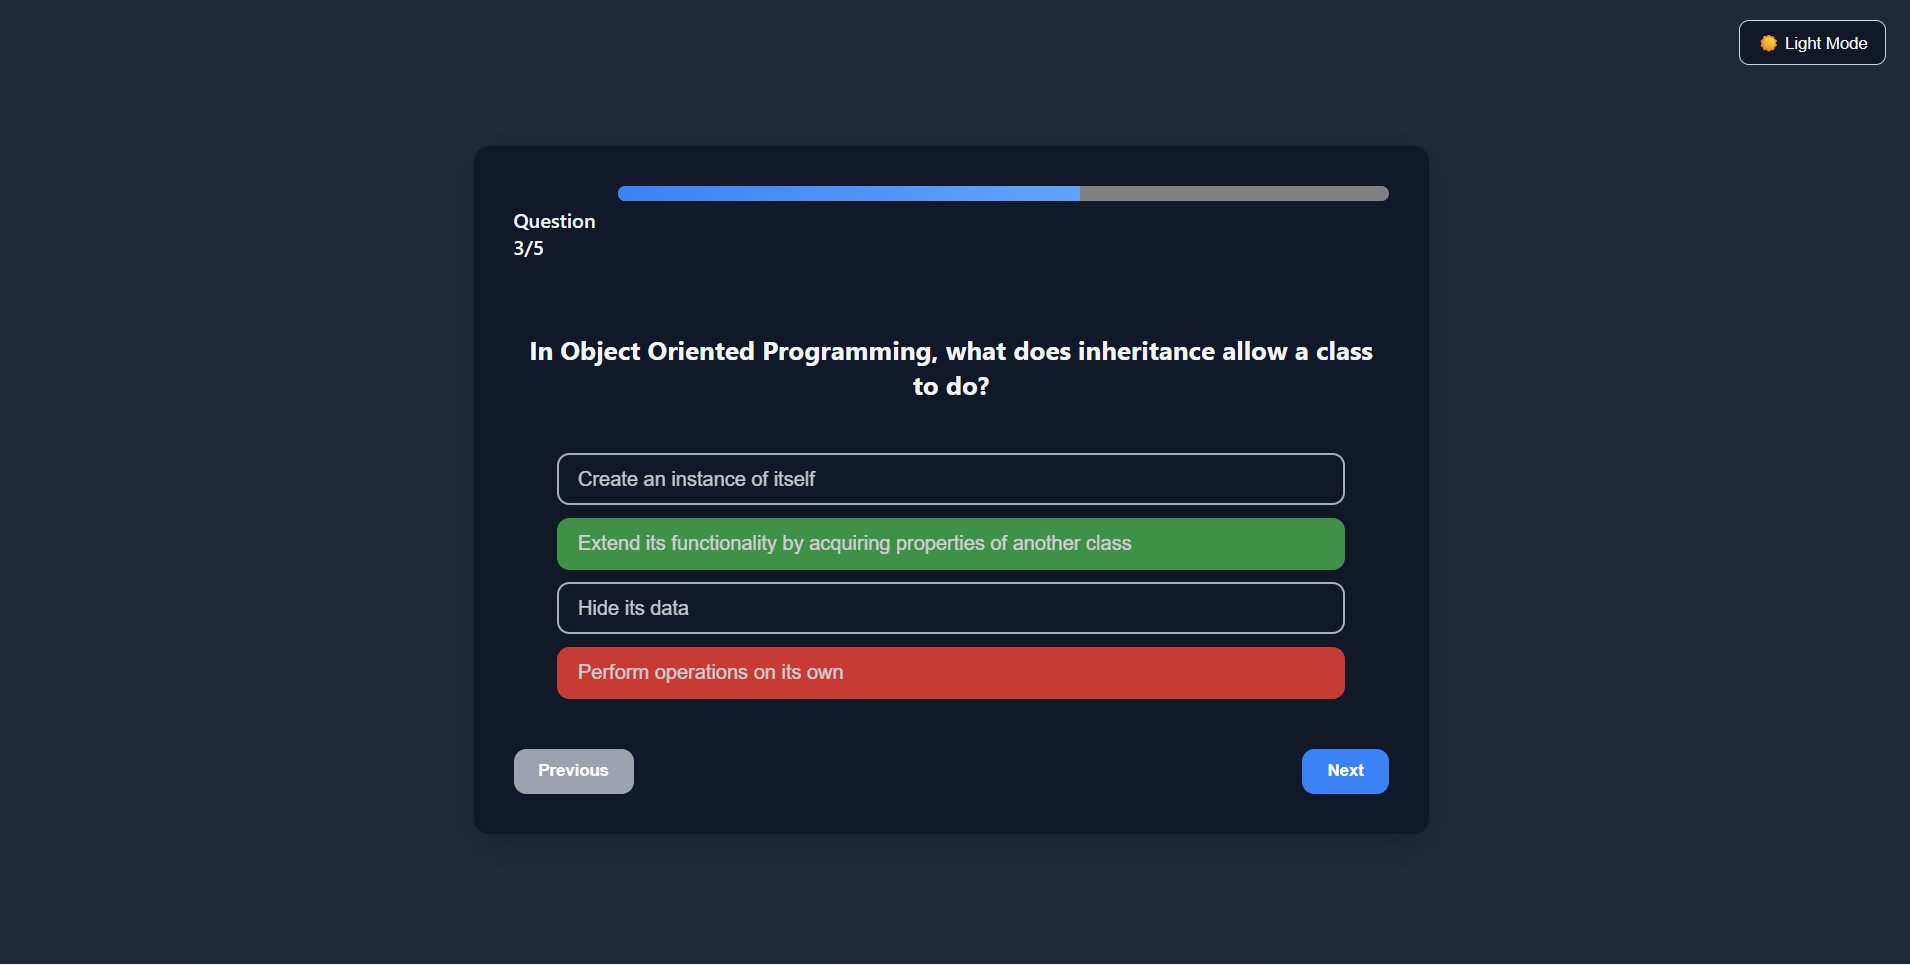 Light Mode
Question
3/5
In Object Oriented Programming, what does inheritance allow a class
to do?
Create an instance of itself
Extend its functionality by acquiring properties of another class
Hide its data
Perform operations on its own
Previous
Next